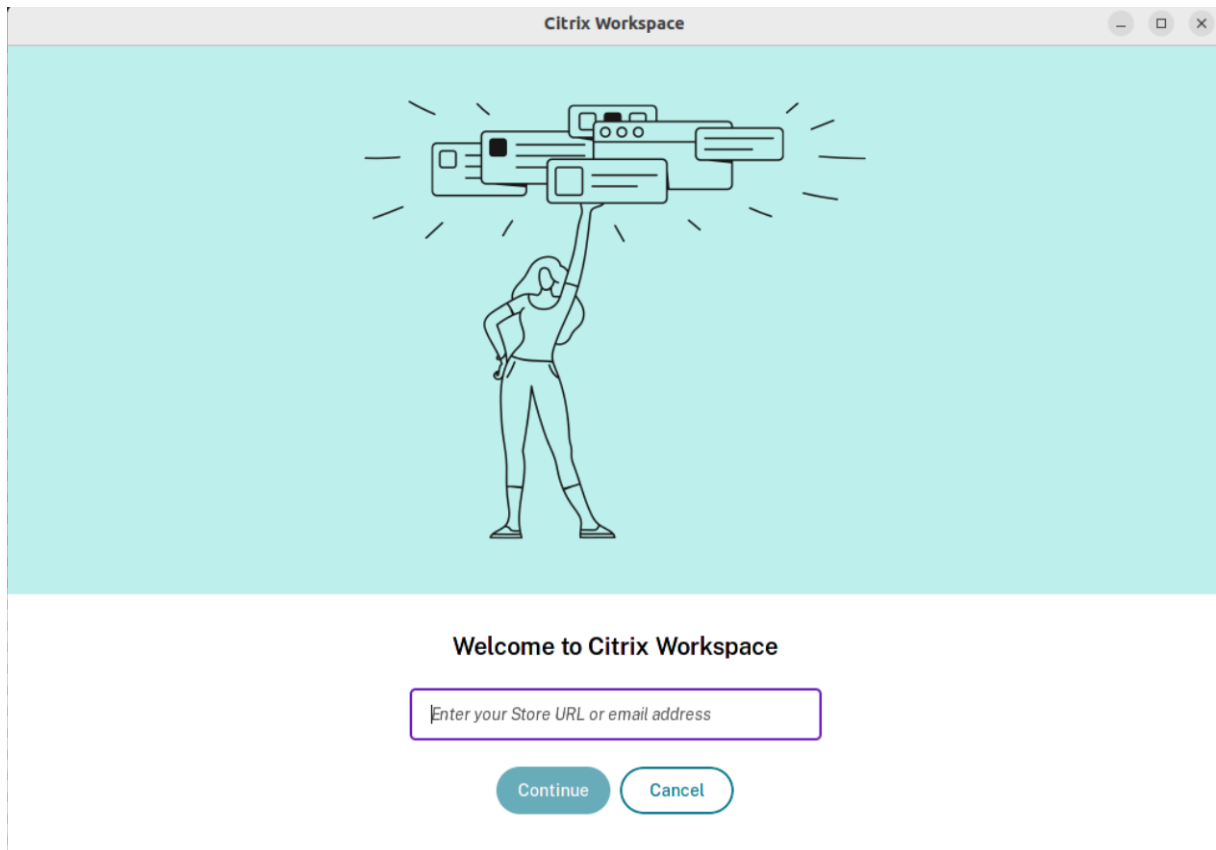 Citrix Workspace
Welcome to Citrix Workspace
Enter your Store URL or email address
Continue Cancel